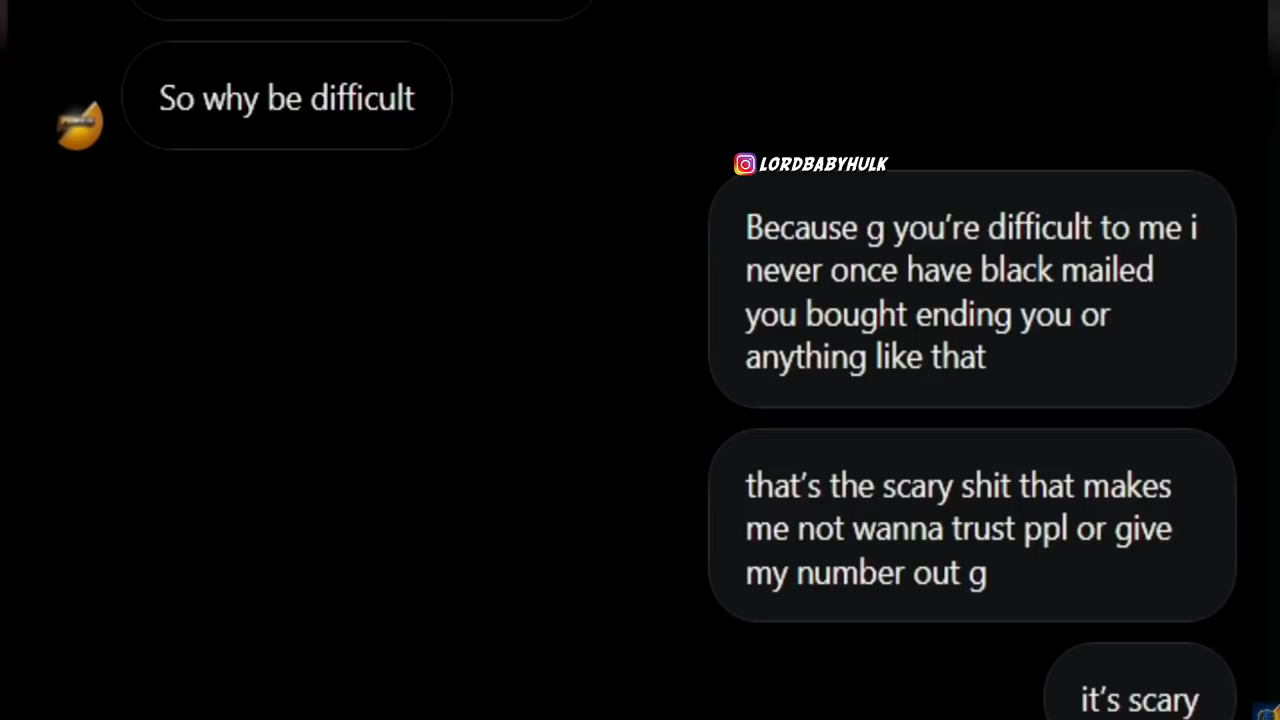 So why be difficult
LORDBABYHULK
Because g you're difficult to me i
never once have black mailed
you bought ending you or
anything like that
that's the scary shit that makes
me not wanna trust ppl or give
my number out g
it's scary